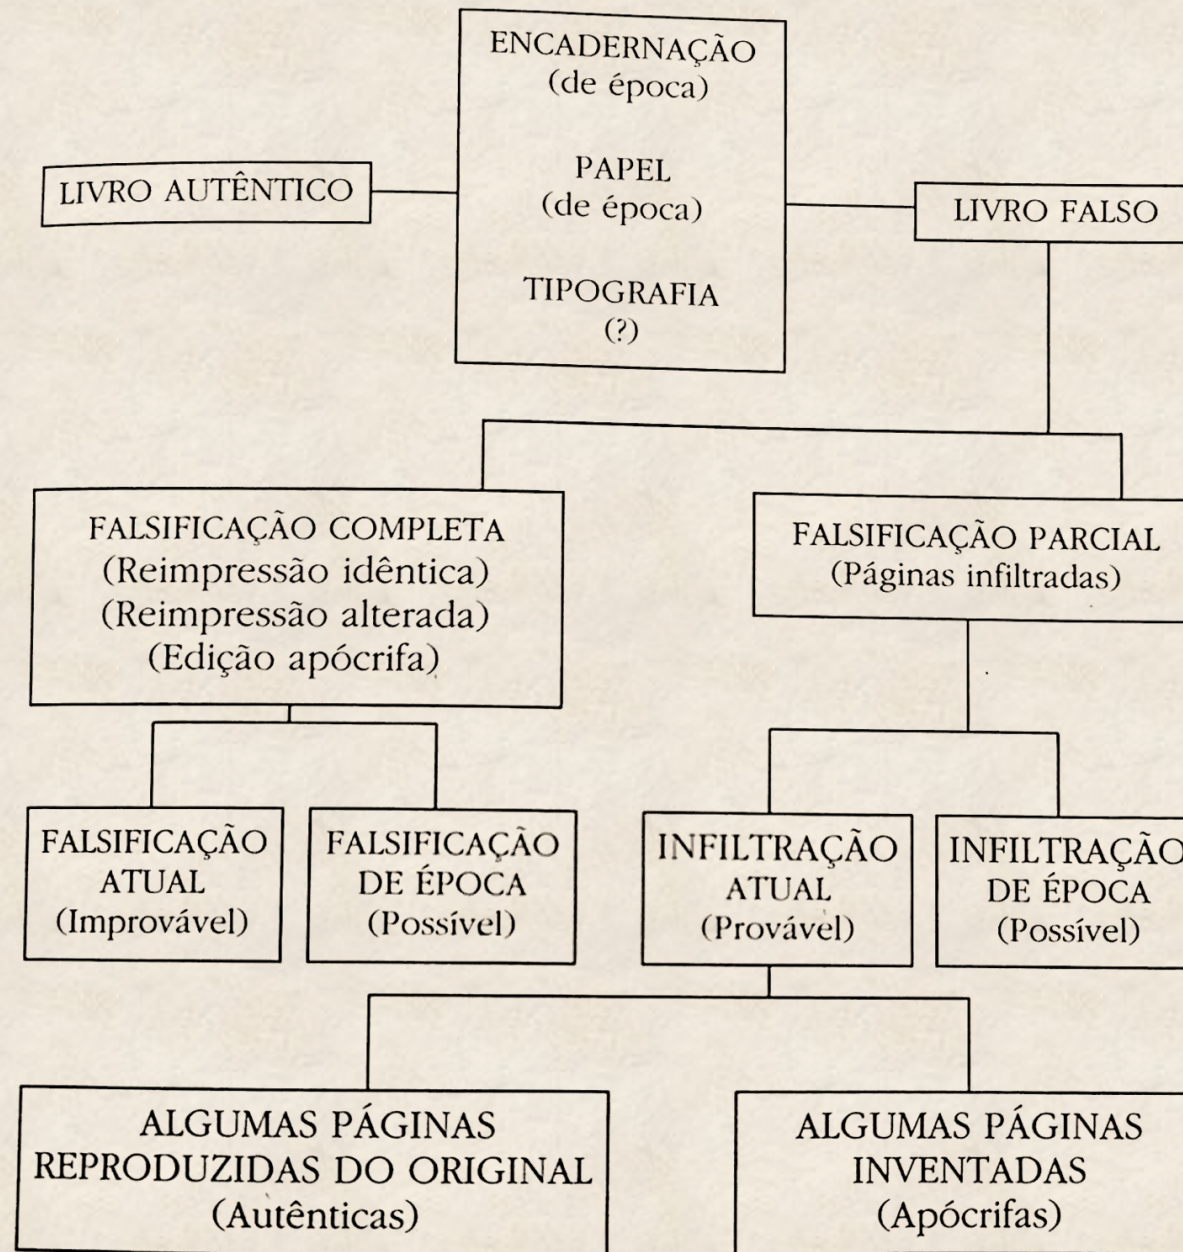 ENCADERNAÇÃO
(de época)
PAPEL
(de época)
TIPOGRAFIA
(?)
LIVRO AUTÊNTICO
LIVRO FALSO
FALSIFICAÇÃO COMPLETA
(Reimpressão idêntica)
(Reimpressão alterada)
(Edição apócrifa)
FALSIFICAÇÃO PARCIAL
(Páginas infiltradas)
FALSIFICAÇÃO
ATUAL
(Improvável)
FALSIFICAÇÃO
DE ÉPOCA
(Possível)
INFILTRAÇÃO
ATUAL
(Provável)
INFILTRAÇÃO
DE ÉPOCA
(Possível)
ALGUMAS PÁGINAS
REPRODUZIDAS DO ORIGINAL
(Autênticas)
ALGUMAS PÁGINAS
INVENTADAS
(Apócrifas)